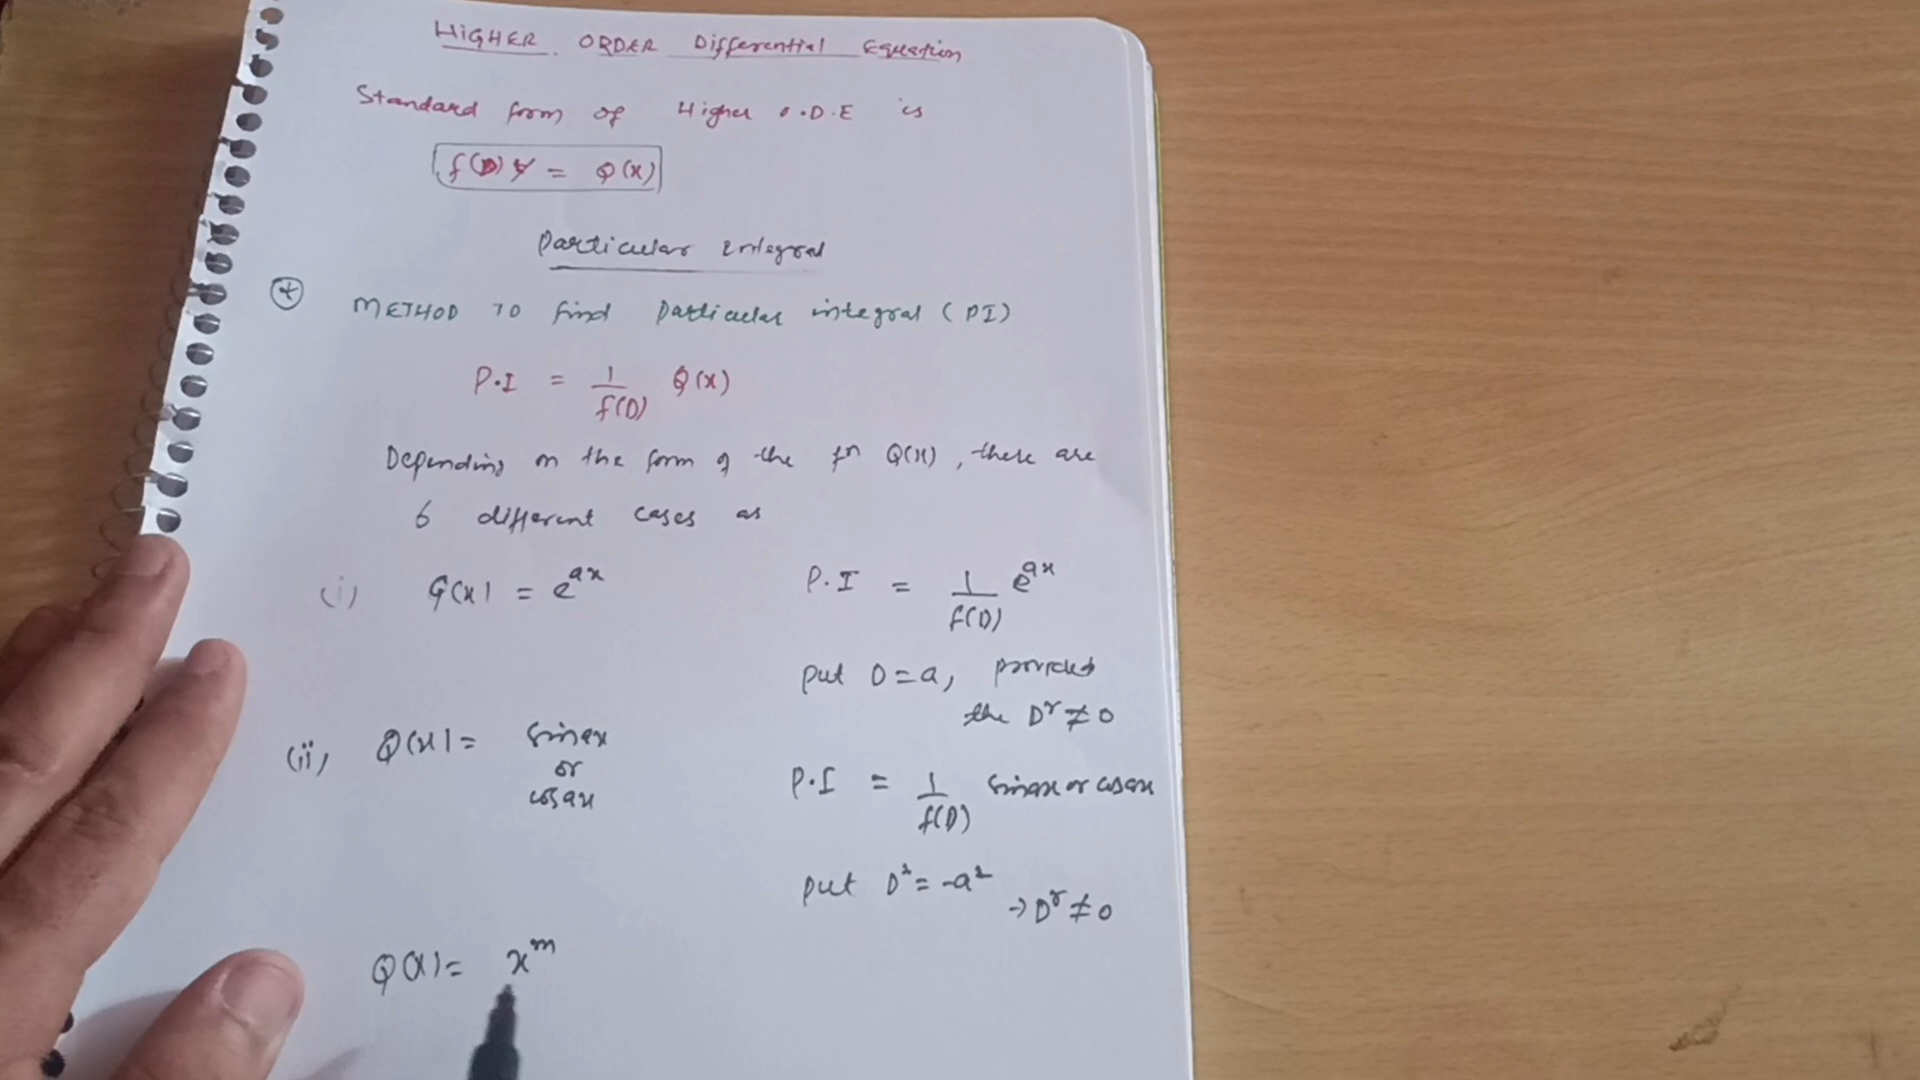 HIGHER ORDER Differential Equation
Standard form of Higher O.D.E is
f(D) y = Q(x)
Particular Integral
METHOD TO find particular integral (PI)
P.I = 1/f(D) Q(x)
Depending on the form of the fn Q(x), there are
6 different cases as
(i) Q(x) = e^ax P.I = 1/f(D) e^ax
put D=a, provided
the Dr ≠ 0
(ii) Q(x) = sinax or cosax P.I = 1/f(D) sinax or cosax
put D² = -a² → Dr ≠ 0
Q(x) = x^m